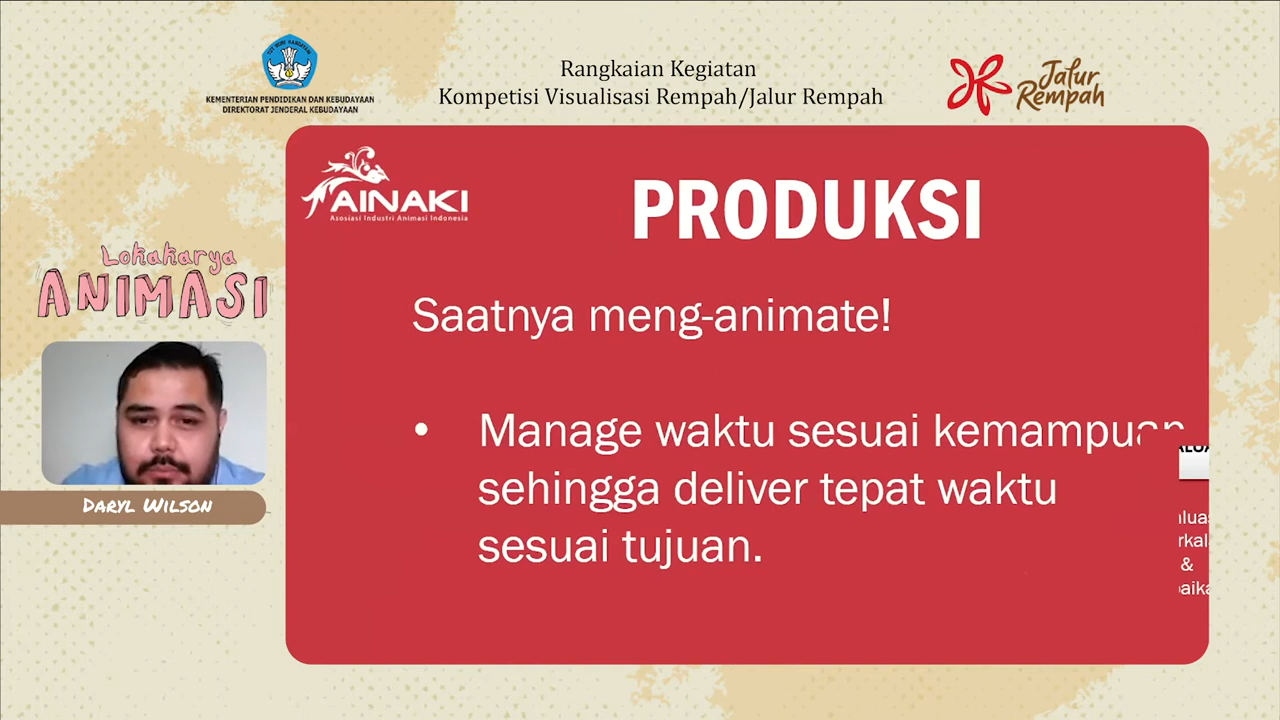 KEMENTERIAN PENDIDIKAN DAN KEBUDAYAAN
DIREKTORAT JENDERAL KEBUDAYAAN
Rangkaian Kegiatan
Kompetisi Visualisasi Rempah/Jalur Rempah
Jalur
Rempah
AINAKI
Asosiasi Industri Animasi Indonesia
PRODUKSI
Lokakarya
ANIMASI
Saatnya meng-animate!
• Manage waktu sesuai kemampuan
sehingga deliver tepat waktu
sesuai tujuan.
&
Daryl Wilson